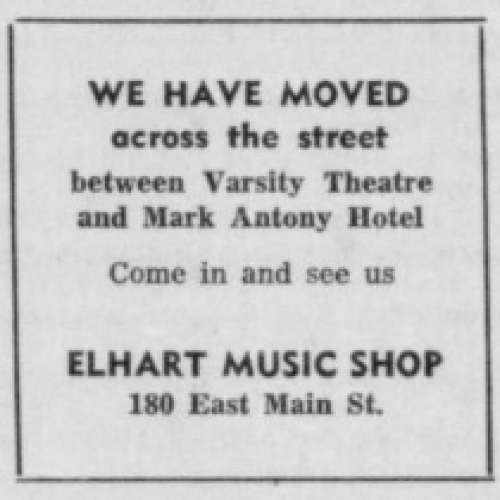 WE HAVE MOVED
across the street
between Varsity Theatre
and Mark Antony Hotel
Come in and see us
ELHART MUSIC SHOP
180 East Main St.